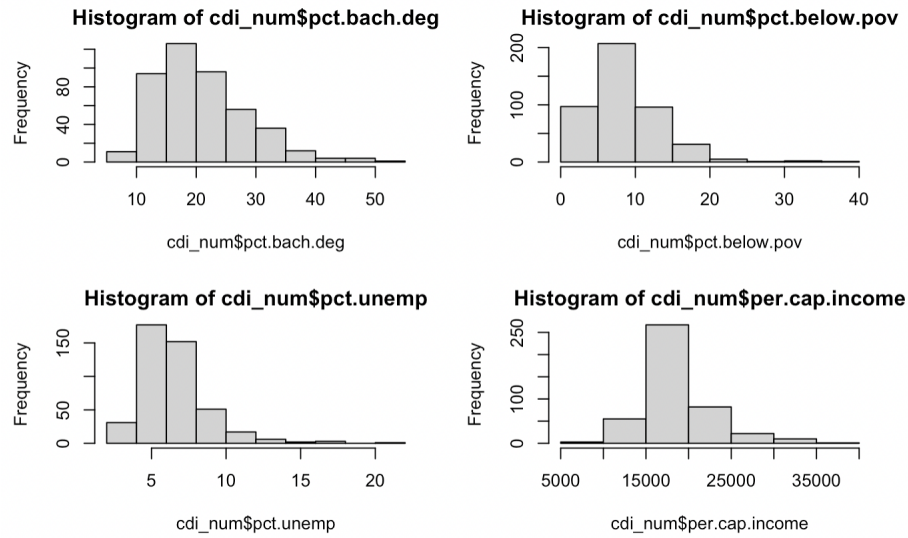 Histogram of cdi_num$pct.bach.deg
Frequency
0 40 80
10 20 30 40 50
cdi_num$pct.bach.deg
Histogram of cdi_num$pct.below.pov
Frequency
0 100 200
0 10 20 30 40
cdi_num$pct.below.pov
Histogram of cdi_num$pct.unemp
Frequency
0 50 150
5 10 15 20
cdi_num$pct.unemp
Histogram of cdi_num$per.cap.income
Frequency
0 100 250
5000 15000 25000 35000
cdi_num$per.cap.income